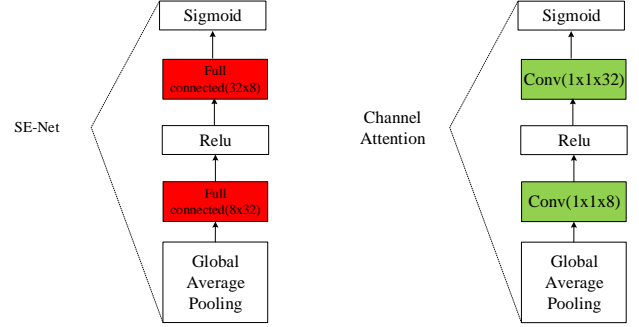 Sigmoid
Full
connected(32x8)
SE-Net
Relu
Full
connected(8x32)
Global
Average
Pooling
Sigmoid
Conv(1x1x32)
Channel
Attention
Relu
Conv(1x1x8)
Global
Average
Pooling